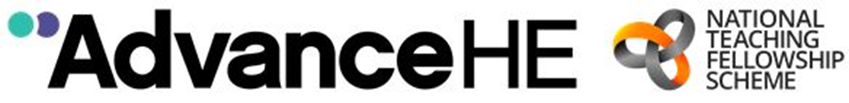 AdvanceHE
NATIONAL
TEACHING
FELLOWSHIP
SCHEME